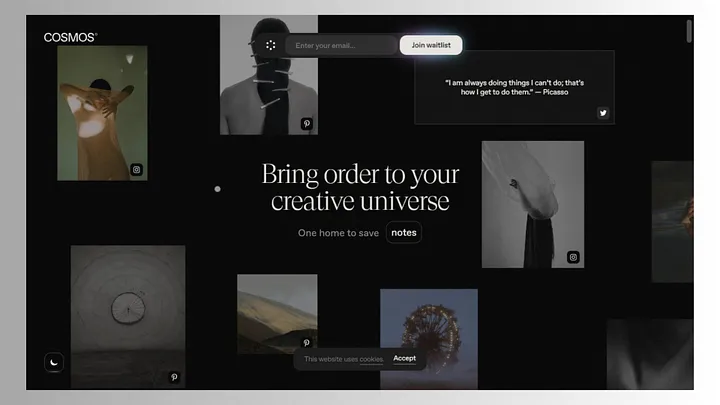 COSMOS®
Enter your email...
Join waitlist
"I am always doing things I can't do; that's
how I get to do them." — Picasso
Bring order to your
creative universe
One home to save notes
This website uses cookies. Accept